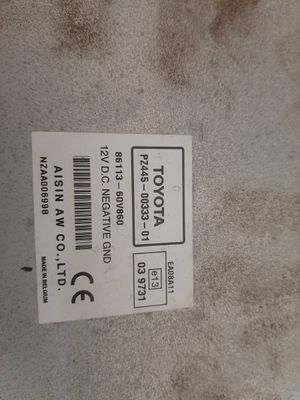 TOYOTA
PZ445-00333-01
86113-60V860
12V D.C. NEGATIVE GND
EA08A11
e13
03 9731
AISIN AW CO.,LTD.
NZAA006998
CE
MADE IN BELGIUM